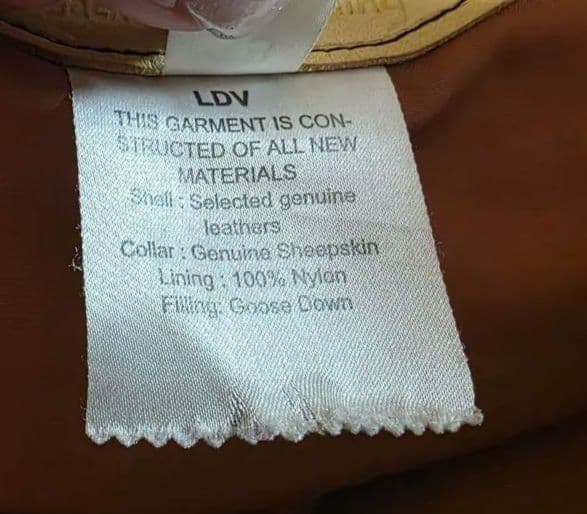 LDV
THIS GARMENT IS CON-
STRUCTED OF ALL NEW
MATERIALS
Shell : Selected genuine
leathers
Collar : Genuine Sheepskin
Lining : 100% Nylon
Filling: Goose Down